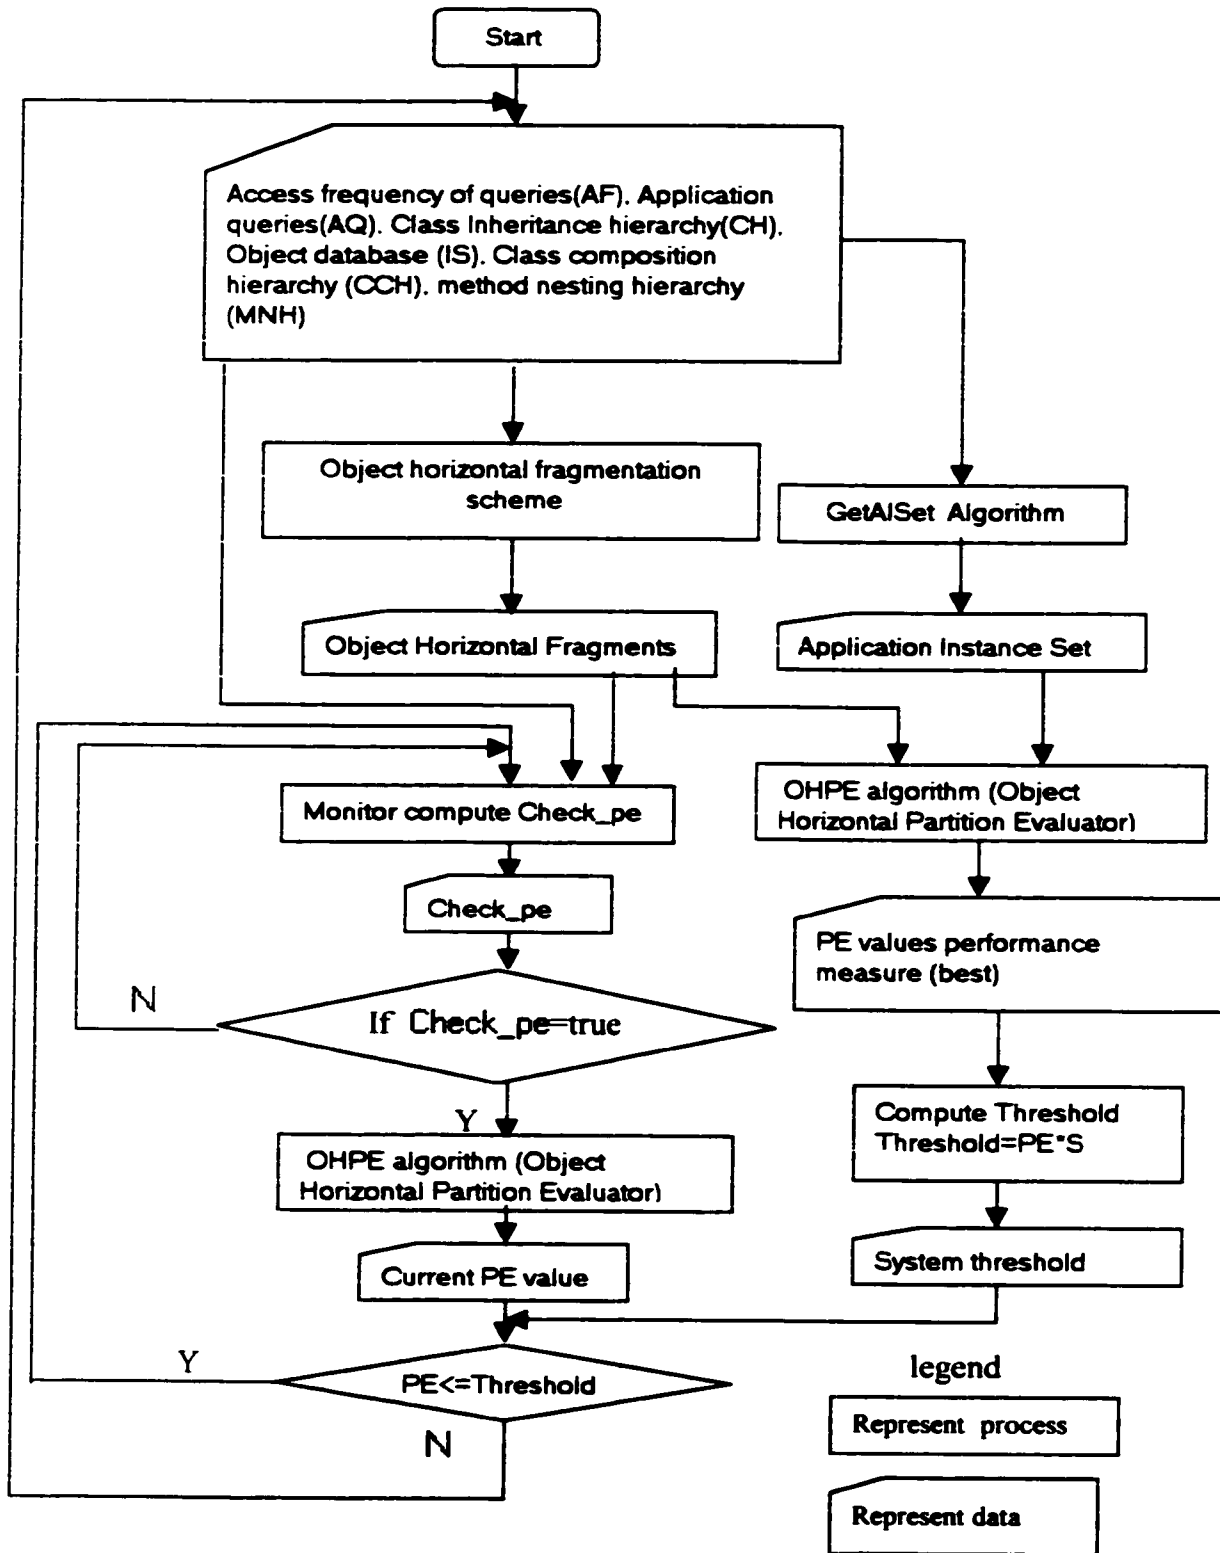 Start
Access frequency of queries(AF). Application
queries(AQ). Class Inheritance hierarchy(CH).
Object database (IS). Class composition
hierarchy (CCH). method nesting hierarchy
(MNH)
Object horizontal fragmentation
scheme
GetAISet Algorithm
Object Horizontal Fragments
Application Instance Set
Monitor compute Check_pe
OHPE algorithm (Object
Horizontal Partition Evaluator)
Check_pe
PE values performance
measure (best)
N
If Check_pe=true
Y
Compute Threshold
Threshold=PE*S
OHPE algorithm (Object
Horizontal Partition Evaluator)
Current PE value
System threshold
Y
PE<=Threshold
N
legend
Represent process
Represent data